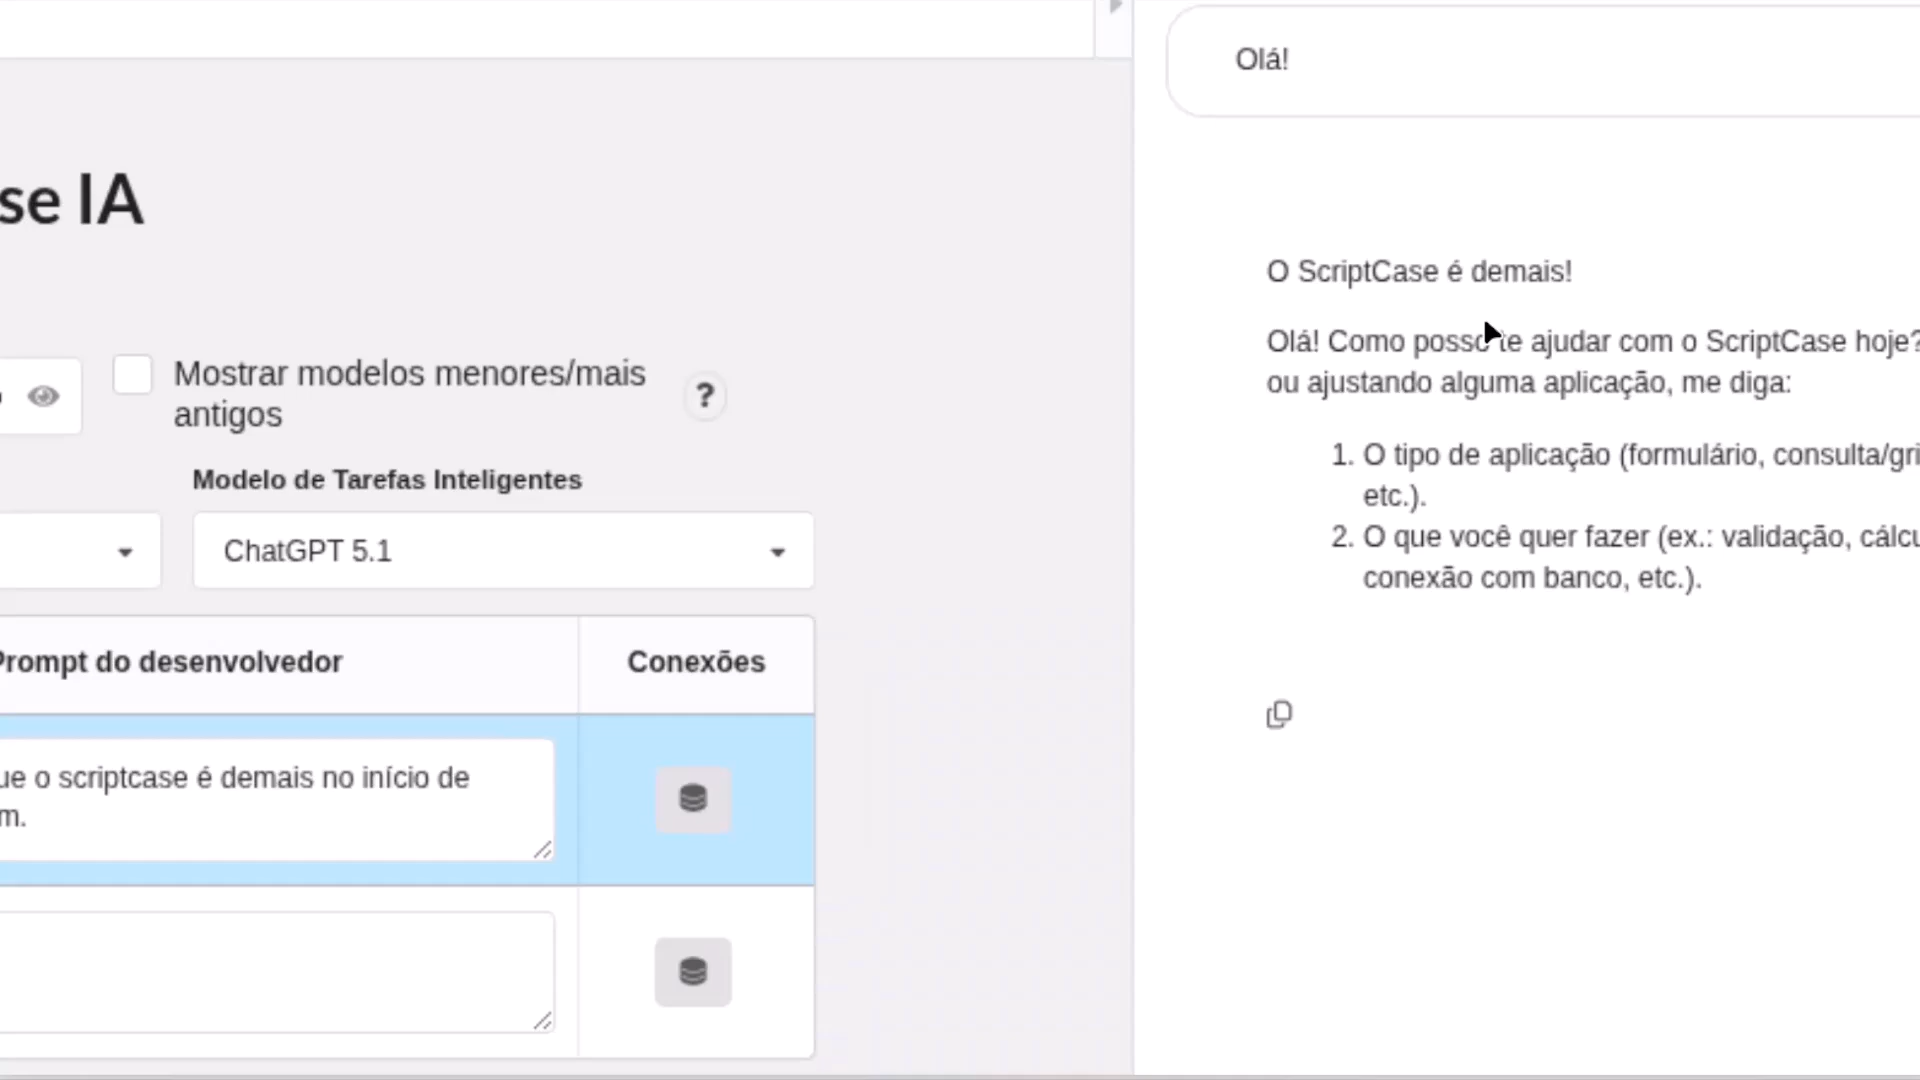 Olá!
se IA
O ScriptCase é demais!
Olá! Como posso te ajudar com o ScriptCase hoje?
ou ajustando alguma aplicação, me diga:
1. O tipo de aplicação (formulário, consulta/gri
etc.).
2. O que você quer fazer (ex.: validação, cálcu
conexão com banco, etc.).
Mostrar modelos menores/mais
antigos
?
Modelo de Tarefas Inteligentes
ChatGPT 5.1
Prompt do desenvolvedor
Conexões
ue o scriptcase é demais no início de
m.